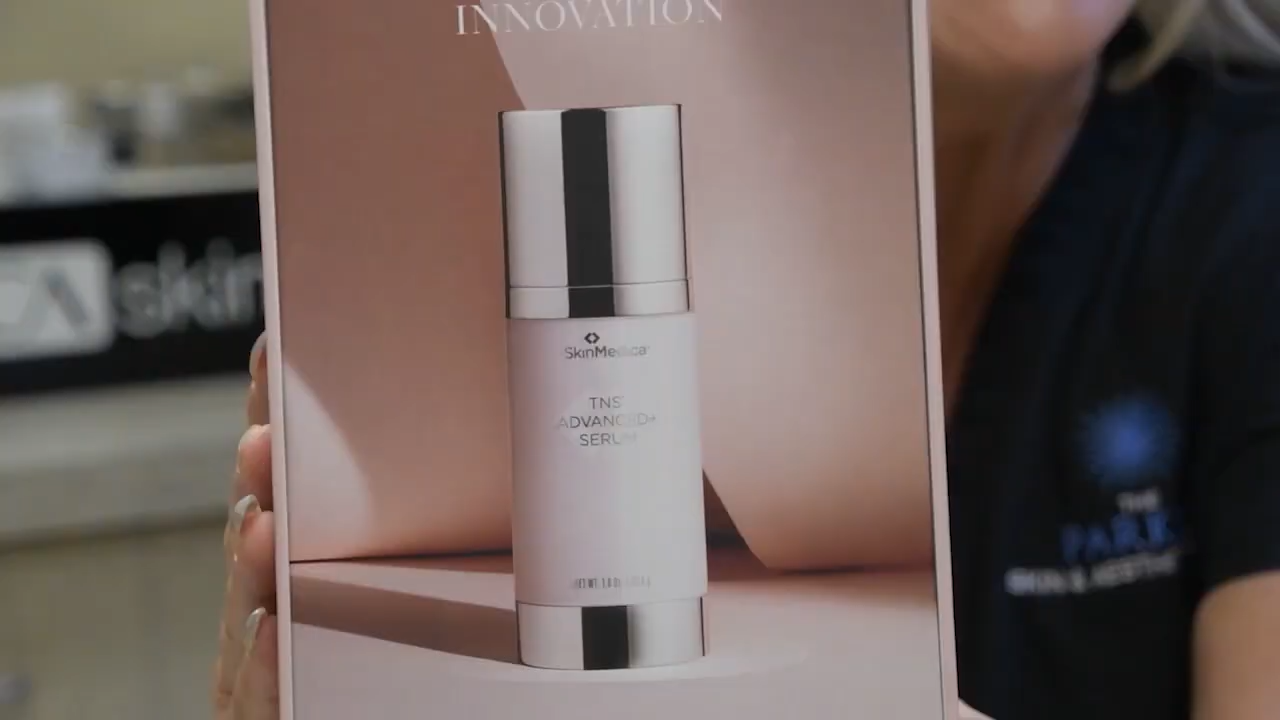 INNOVATION
skin
SkinMedica
TNS
ADVANCED+
SERUM
THE
PARK